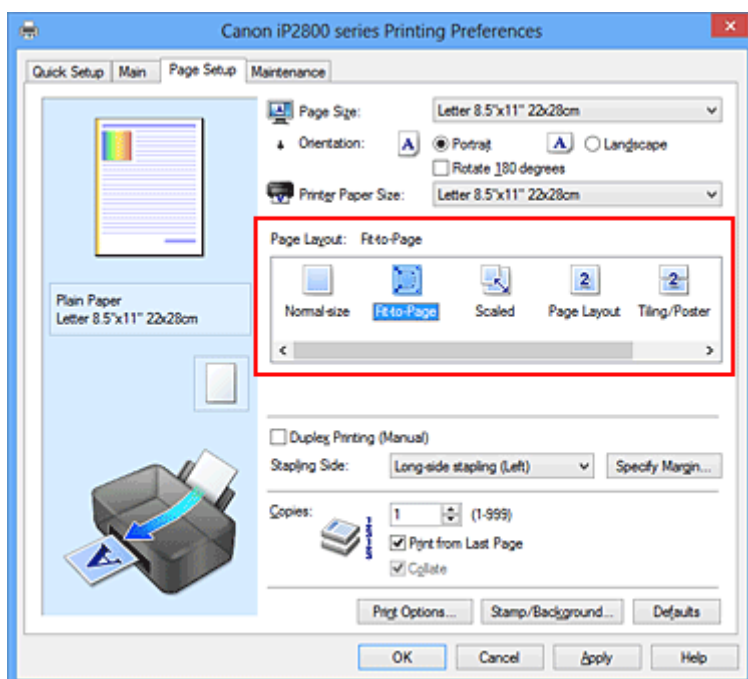 Canon iP2800 series Printing Preferences
Quick Setup Main Page Setup Maintenance
Page Size: Letter 8.5"x11" 22x28cm
Orientation: A Portrait A Landscape
Rotate 180 degrees
Printer Paper Size: Letter 8.5"x11" 22x28cm
Page Layout: Fit-to-Page
2 2
Normal-size Fit-to-Page Scaled Page Layout Tiling/Poster
Plain Paper
Letter 8.5"x11" 22x28cm
Duplex Printing (Manual)
Stapling Side: Long-side stapling (Left) Specify Margin...
Copies: 1 (1-999)
Print from Last Page
Collate
A
Print Options... Stamp/Background... Defaults
OK Cancel Apply Help